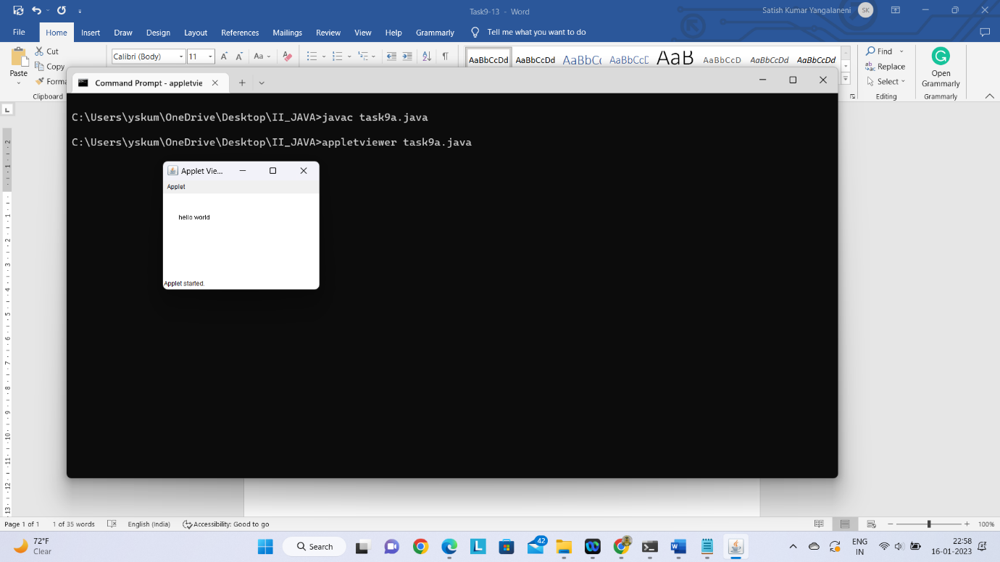 Task9-13 - Word
Satish Kumar Yangalaneni SK
File Home Insert Draw Design Layout References Mailings Review View Help Grammarly Tell me what you want to do
Cut
Copy
Paste
Clipboard
Calibri (Body) 11
Aa
AaBbCcDd AaBbCcDd AaB AaBbCcD AaBbCcDd AaBbCcDd
Find
Replace
Select
Editing
Open
Grammarly
Grammarly
Command Prompt - appletvie
C:\Users\yskum\OneDrive\Desktop\II_JAVA>javac task9a.java
C:\Users\yskum\OneDrive\Desktop\II_JAVA>appletviewer task9a.java
Applet Vie...
Applet
hello world
Applet started.
Page 1 of 1 1 of 35 words English (India) Accessibility: Good to go 100%
72°F
Clear
Search
42
ENG
IN
22:58
16-01-2023